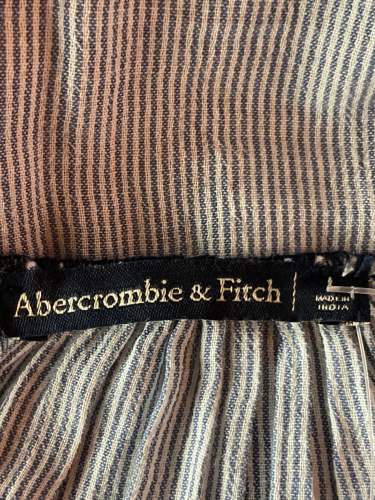 Abercrombie & Fitch
L
MADE IN
INDIA